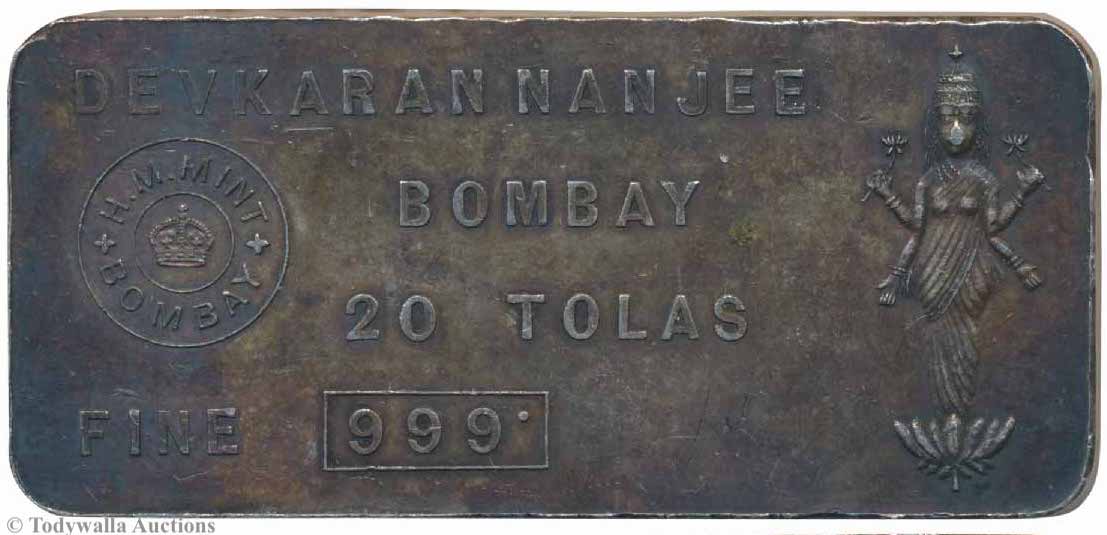 DEVKARAN NANJEE
H.M.MINT
BOMBAY
BOMBAY
20 TOLAS
FINE 999·
© Todywalla Auctions